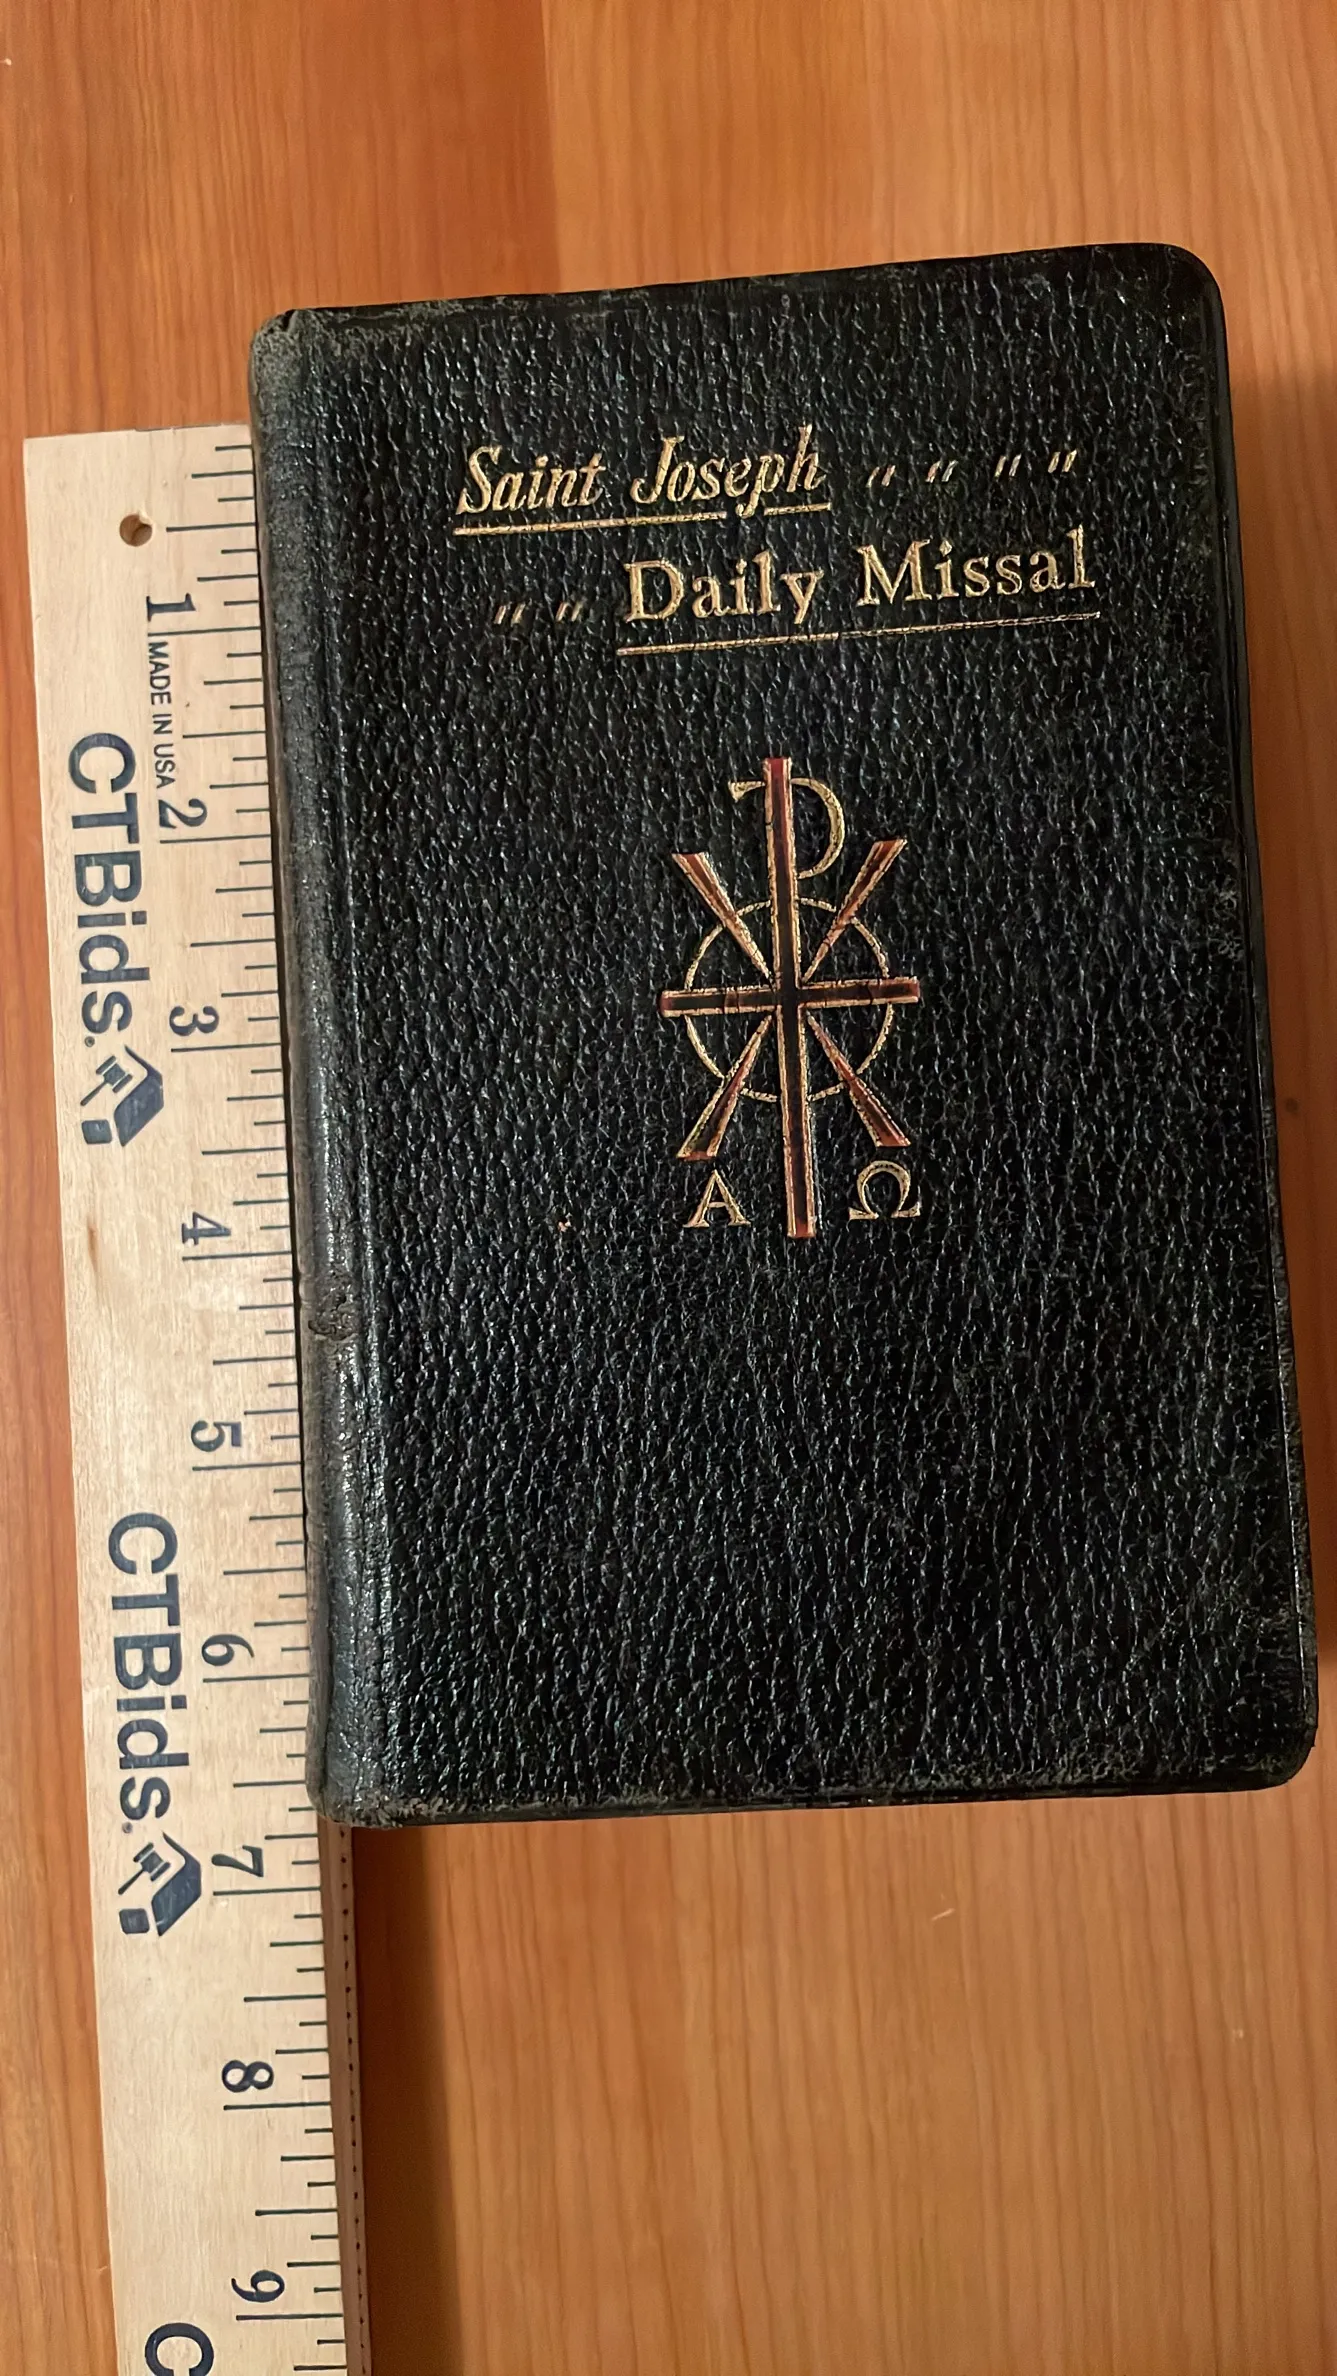 Saint Joseph " " " "
" " Daily Missal
P
A Ω
1 2 3 4 5 6 7 8 9
MADE IN USA
CTBids.
CTBids.
C